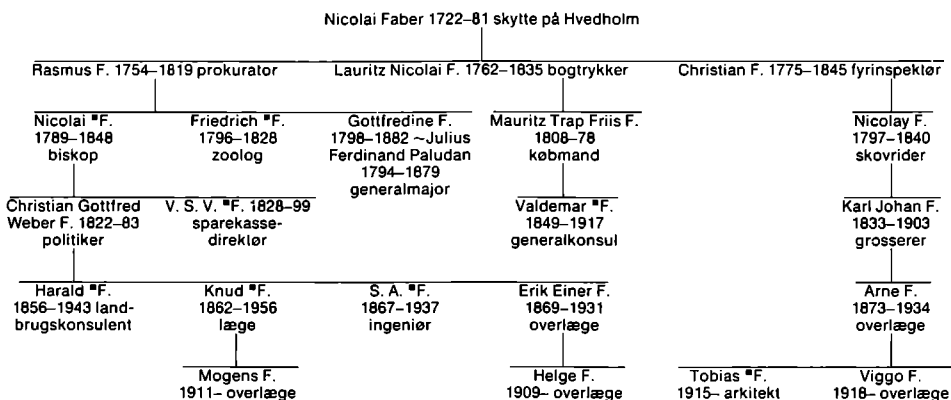 Nicolai Faber 1722–81 skytte på Hvedholm
Rasmus F. 1754–1819 prokurator
Lauritz Nicolai F. 1762–1835 bogtrykker
Christian F. 1775–1845 fyrinspektør
Nicolai ■F.
1789–1848
biskop
Friedrich ■F.
1796–1828
zoolog
Gottfredine F.
1798–1882 ~Julius
Ferdinand Paludan
1794–1879
generalmajor
Mauritz Trap Friis F.
1808–78
købmand
Nicolay F.
1797–1840
skovrider
Christian Gottfred
Weber F. 1822–83
politiker
V. S. V. ■F. 1828–99
sparekasse-
direktør
Valdemar ■F.
1849–1917
generalkonsul
Karl Johan F.
1833–1903
grosserer
Harald ■F.
1856–1943 land-
brugskonsulent
Knud ■F.
1862–1956
læge
S. A. ■F.
1867–1937
ingeniør
Erik Einer F.
1869–1931
overlæge
Arne F.
1873–1934
overlæge
Mogens F.
1911– overlæge
Helge F.
1909– overlæge
Tobias ■F.
1915– arkitekt
Viggo F.
1918– overlæge